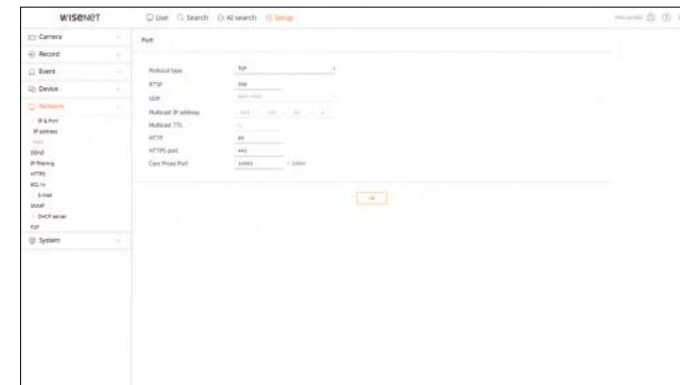 WISENET
Live Search AI search Setup
Camera
Record
Event
Device
Network
IP & Port
IP address
Port
DDNS
IP filtering
HTTPS
802.1x
E-mail
SNMP
DHCP server
P2P
System
Port
Protocol type TCP
RTSP 558
UDP
Multicast IP address
Multicast TTL
HTTP 80
HTTPS port 443
Cam Proxy Port 10001